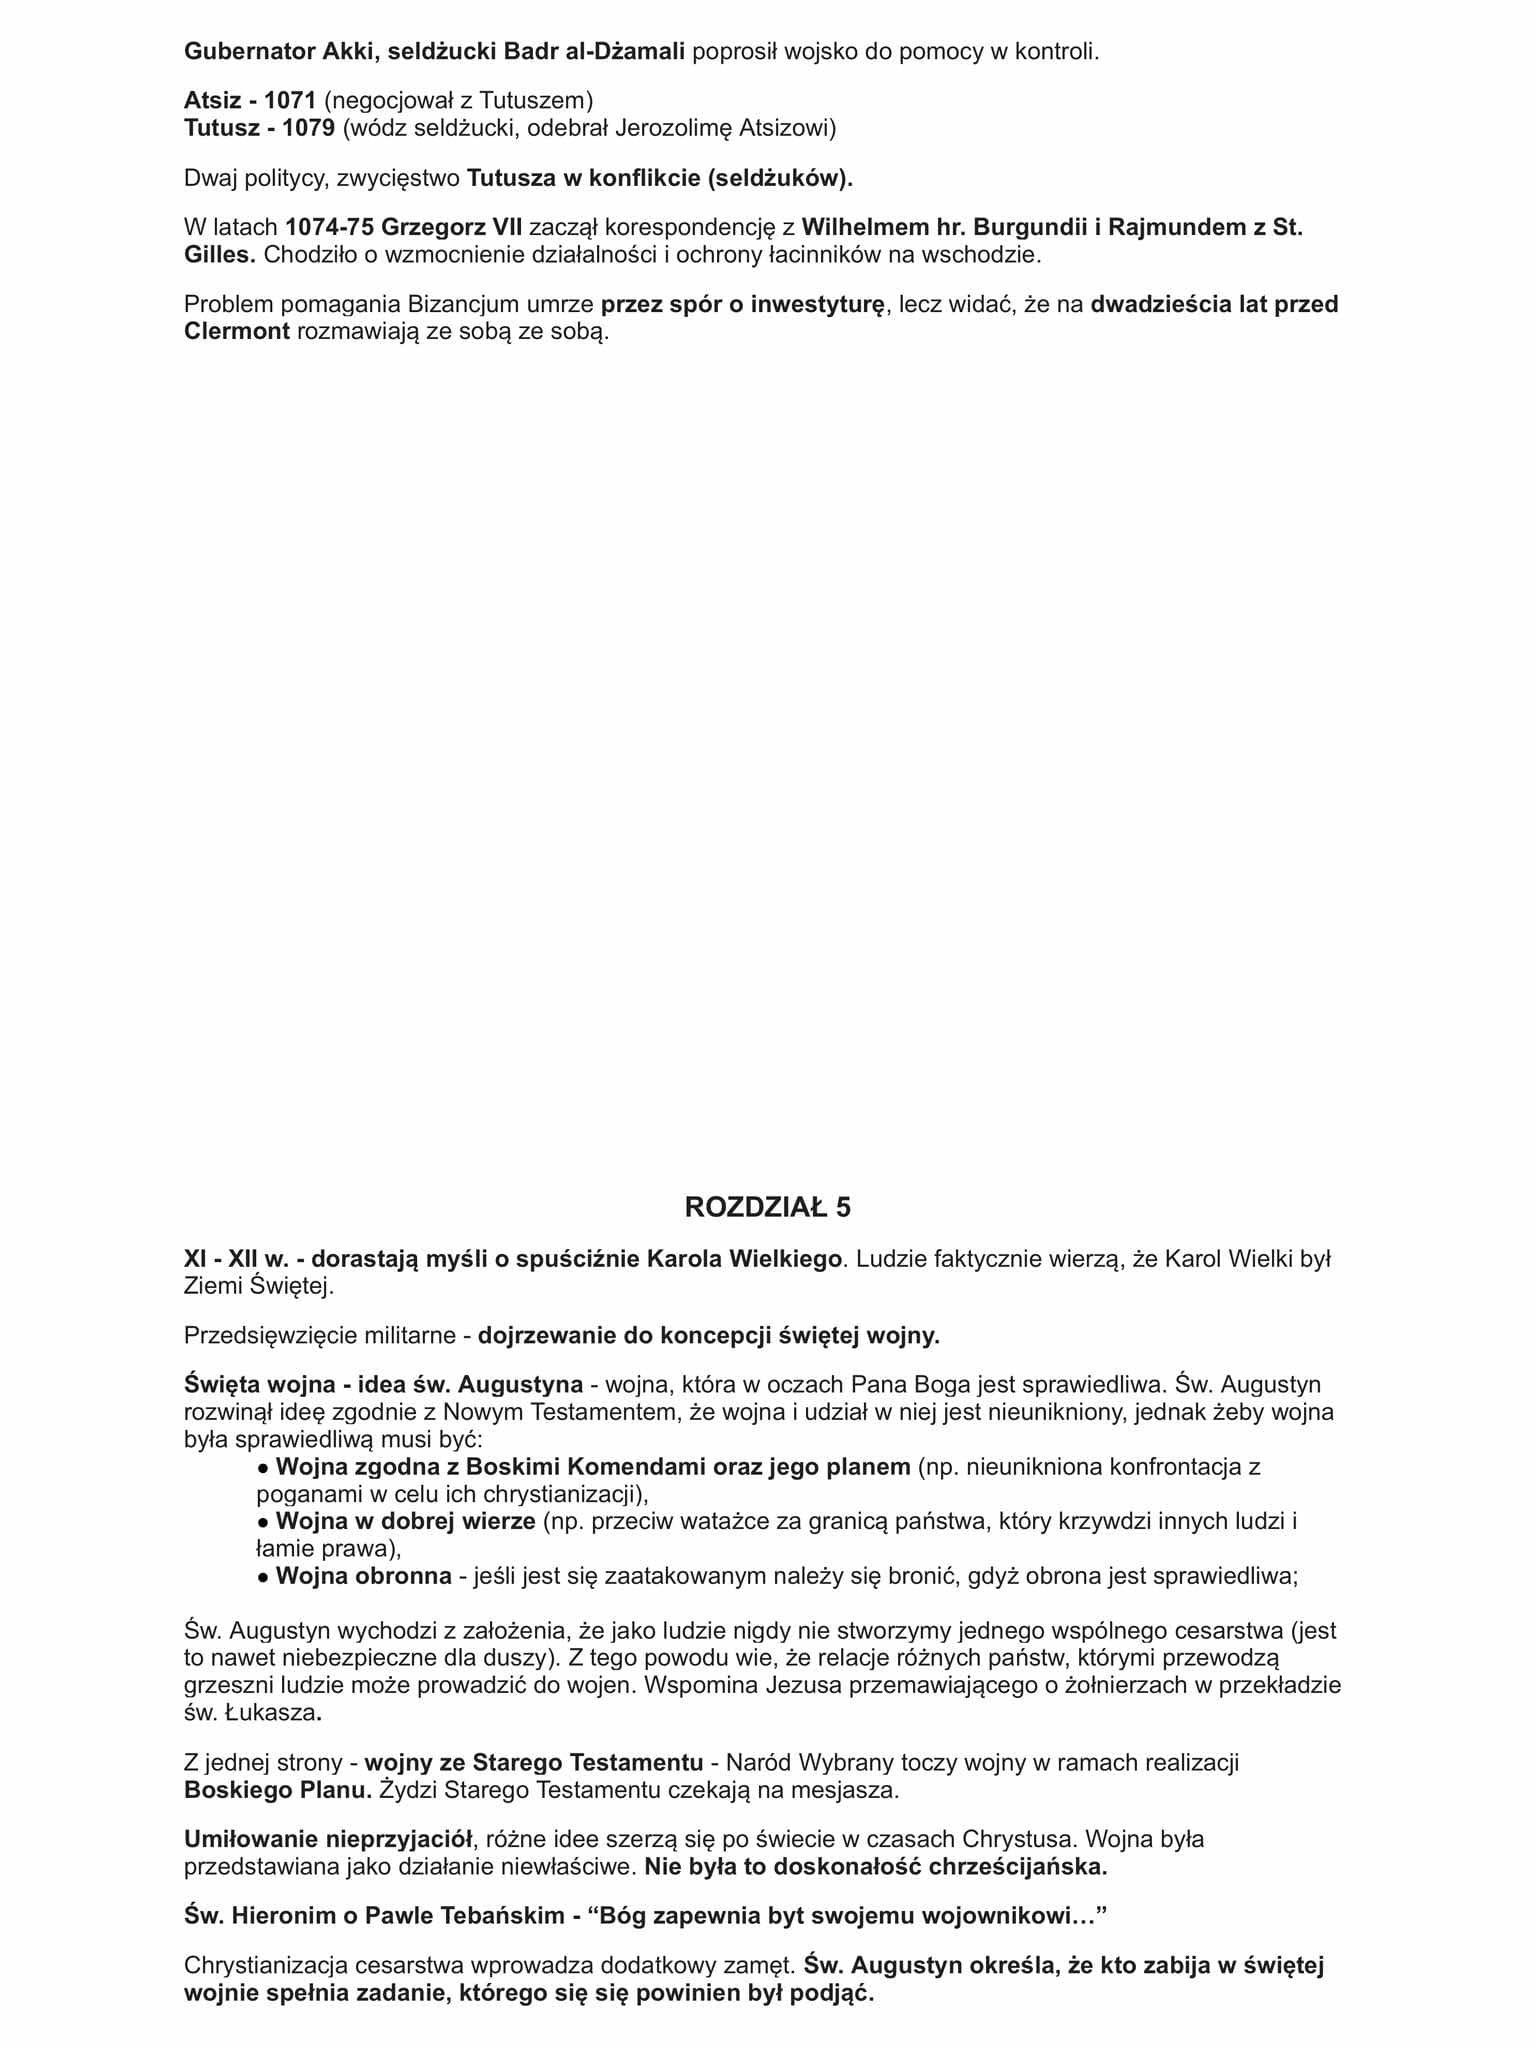 Gubernator Akki, seldżucki Badr al-Dżamali poprosił wojsko do pomocy w kontroli.
Atsiz - 1071 (negocjował z Tutuszem)
Tutusz - 1079 (wódz seldżucki, odebrał Jerozolimę Atsizowi)
Dwaj politycy, zwycięstwo Tutusza w konflikcie (seldżuków).
W latach 1074-75 Grzegorz VII zaczął korespondencję z Wilhelmem hr. Burgundii i Rajmundem z St.
Gilles. Chodziło o wzmocnienie działalności i ochrony łacinników na wschodzie.
Problem pomagania Bizancjum umrze przez spór o inwestyturę, lecz widać, że na dwadzieścia lat przed
Clermont rozmawiają ze sobą ze sobą.
ROZDZIAŁ 5
XI - XII w. - dorastają myśli o spuściźnie Karola Wielkiego. Ludzie faktycznie wierzą, że Karol Wielki był
Ziemi Świętej.
Przedsięwzięcie militarne - dojrzewanie do koncepcji świętej wojny.
Święta wojna - idea św. Augustyna - wojna, która w oczach Pana Boga jest sprawiedliwa. Św. Augustyn
rozwinął ideę zgodnie z Nowym Testamentem, że wojna i udział w niej jest nieunikniony, jednak żeby wojna
była sprawiedliwą musi być:
● Wojna zgodna z Boskimi Komendami oraz jego planem (np. nieunikniona konfrontacja z
poganami w celu ich chrystianizacji),
● Wojna w dobrej wierze (np. przeciw watażce za granicą państwa, który krzywdzi innych ludzi i
łamie prawa),
● Wojna obronna - jeśli jest się zaatakowanym należy się bronić, gdyż obrona jest sprawiedliwa;
Św. Augustyn wychodzi z założenia, że jako ludzie nigdy nie stworzymy jednego wspólnego cesarstwa (jest
to nawet niebezpieczne dla duszy). Z tego powodu wie, że relacje różnych państw, którymi przewodzą
grzeszni ludzie może prowadzić do wojen. Wspomina Jezusa przemawiającego o żołnierzach w przekładzie
św. Łukasza.
Z jednej strony - wojny ze Starego Testamentu - Naród Wybrany toczy wojny w ramach realizacji
Boskiego Planu. Żydzi Starego Testamentu czekają na mesjasza.
Umiłowanie nieprzyjaciół, różne idee szerzą się po świecie w czasach Chrystusa. Wojna była
przedstawiana jako działanie niewłaściwe. Nie była to doskonałość chrześcijańska.
Św. Hieronim o Pawle Tebańskim - “Bóg zapewnia byt swojemu wojownikowi…”
Chrystianizacja cesarstwa wprowadza dodatkowy zamęt. Św. Augustyn określa, że kto zabija w świętej
wojnie spełnia zadanie, którego się się powinien był podjąć.